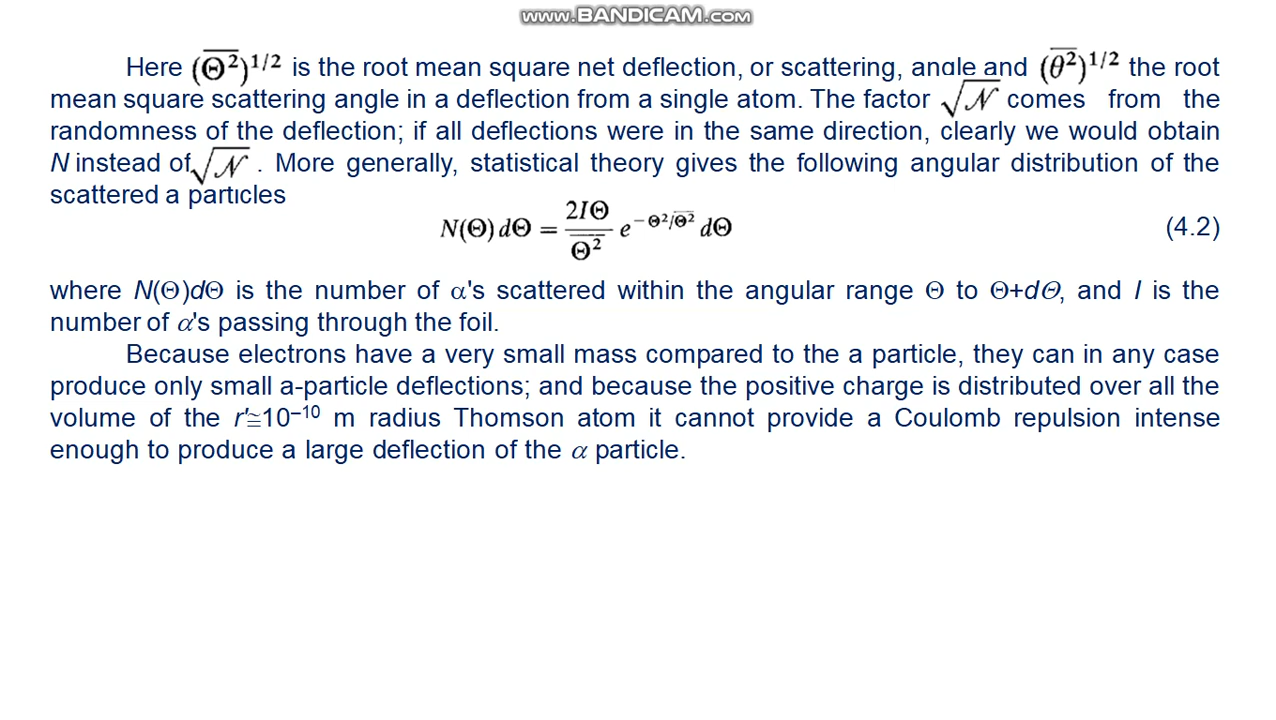 www.BANDICAM.com
Here (Θ̅²)^1/2 is the root mean square net deflection, or scattering, angle and (θ̅²)^1/2 the root
mean square scattering angle in a deflection from a single atom. The factor √𝒩 comes from the
randomness of the deflection; if all deflections were in the same direction, clearly we would obtain
N instead of √𝒩 . More generally, statistical theory gives the following angular distribution of the
scattered a particles
N(Θ) dΘ = 2IΘ/Θ̅² e^−Θ²/Θ̅² dΘ (4.2)
where N(Θ)dΘ is the number of α's scattered within the angular range Θ to Θ+dΘ, and I is the
number of α's passing through the foil.
Because electrons have a very small mass compared to the a particle, they can in any case
produce only small a-particle deflections; and because the positive charge is distributed over all the
volume of the r'≅10⁻¹⁰ m radius Thomson atom it cannot provide a Coulomb repulsion intense
enough to produce a large deflection of the α particle.